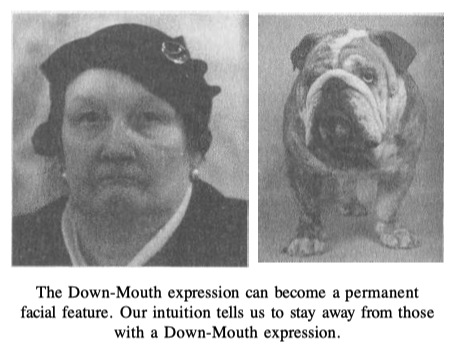 The Down-Mouth expression can become a permanent
facial feature. Our intuition tells us to stay away from those
with a Down-Mouth expression.